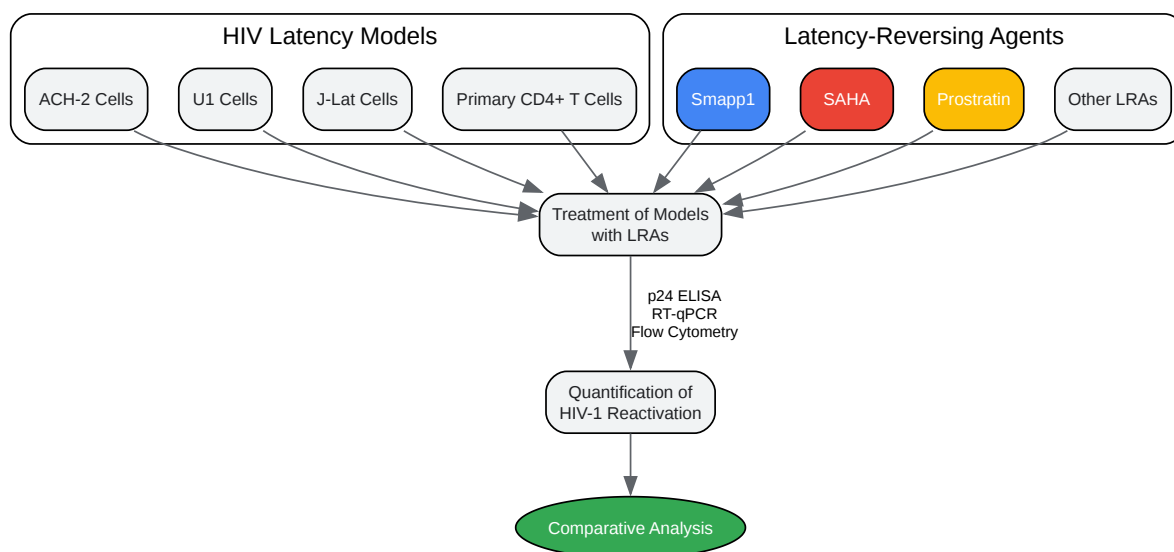 HIV Latency Models
Latency-Reversing Agents
ACH-2 Cells
U1 Cells
J-Lat Cells
Primary CD4+ T Cells
Smapp1
SAHA
Prostratin
Other LRAs
Treatment of Models
with LRAs
p24 ELISA
RT-qPCR
Flow Cytometry
Quantification of
HIV-1 Reactivation
Comparative Analysis